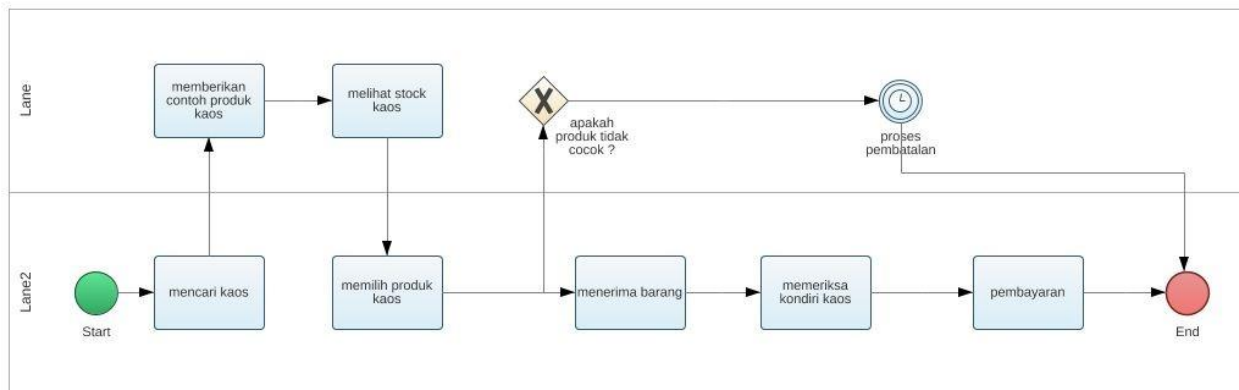 Lane
memberikan
contoh produk
kaos
melihat stock
kaos
apakah
produk tidak
cocok ?
proses
pembatalan
Lane2
Start
mencari kaos
memilih produk
kaos
menerima barang
memeriksa
kondiri kaos
pembayaran
End